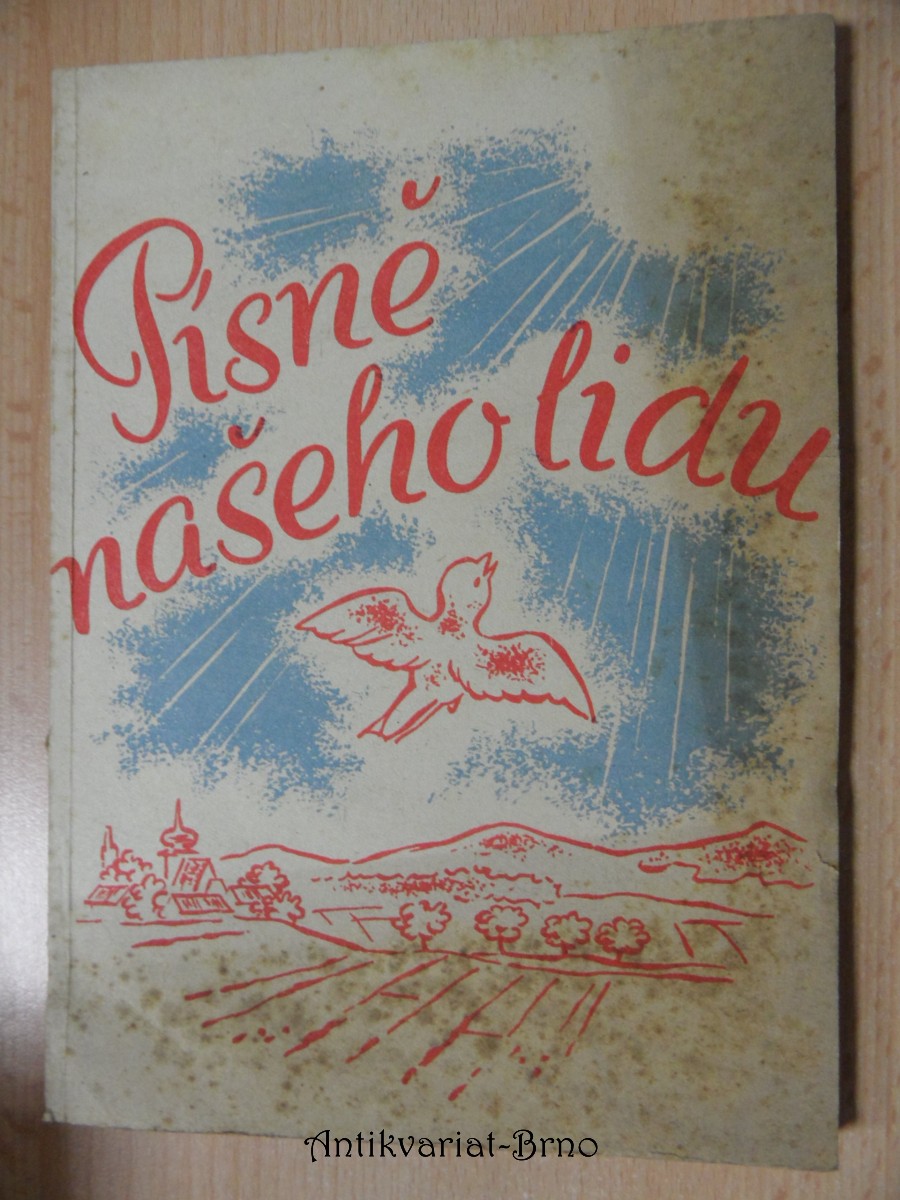 Písně
našeho lidu
Antikvariat-Brno